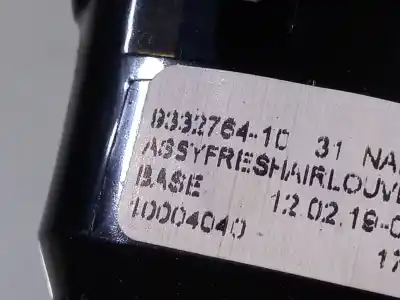 9332764-10 31 NA
ASSYFRESHAIRLOUVE
BASE 12.02.19-0
10004040 17